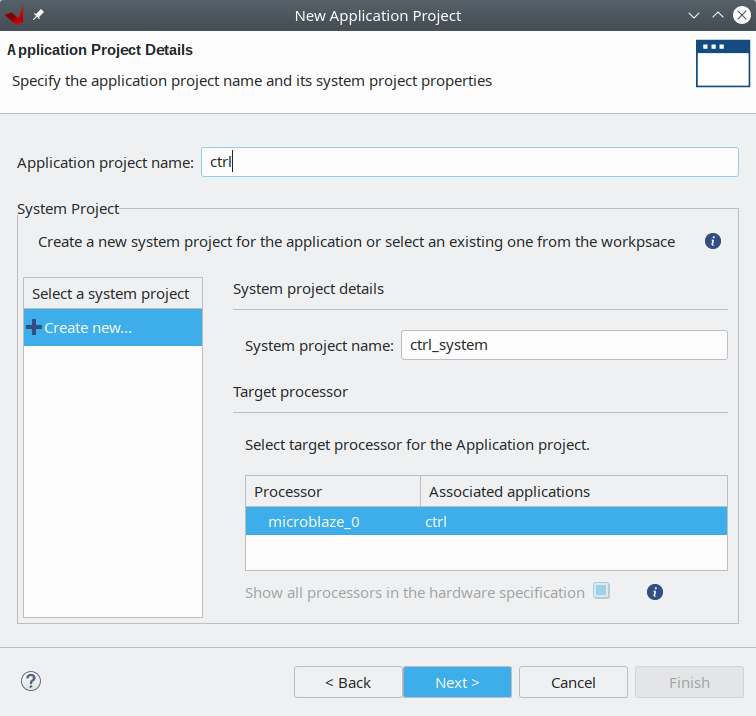 New Application Project
Application Project Details
Specify the application project name and its system project properties
Application project name: ctrl
System Project
Create a new system project for the application or select an existing one from the workpsace
Select a system project
Create new...
System project details
System project name: ctrl_system
Target processor
Select target processor for the Application project.
Processor Associated applications
microblaze_0 ctrl
Show all processors in the hardware specification
< Back Next > Cancel Finish